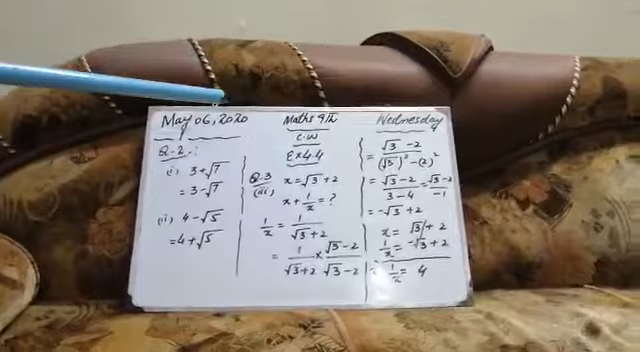 May 06, 2020
Maths 9th
Wednesday
C.W
Ex 4.4
Q.2 :
(i) 3+√7
= 3-√7
(ii) 4-√5
= 4+√5
Q.3
(iii) x = √3 + 2
x + 1/x = ?
1/x = 1/(√3+2)
= 1/(√3+2) × (√3-2)/(√3-2)
= (√3-2)/((√3)²-(2)²)
= (√3-2)/(3-4) = (√3-2)/-1
= -√3 + 2
x = √3 + 2
1/x = -√3 + 2
1/x = 4